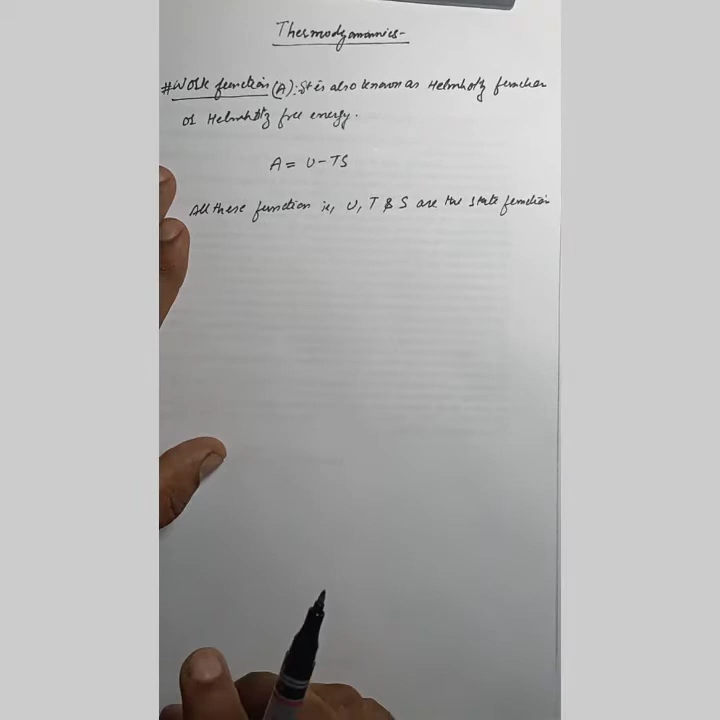 Thermodynamics-
#Work function (A): It is also known as Helmholtz function
or Helmholtz free energy.
A = U-TS
All these function ie, U, T & S are the state function